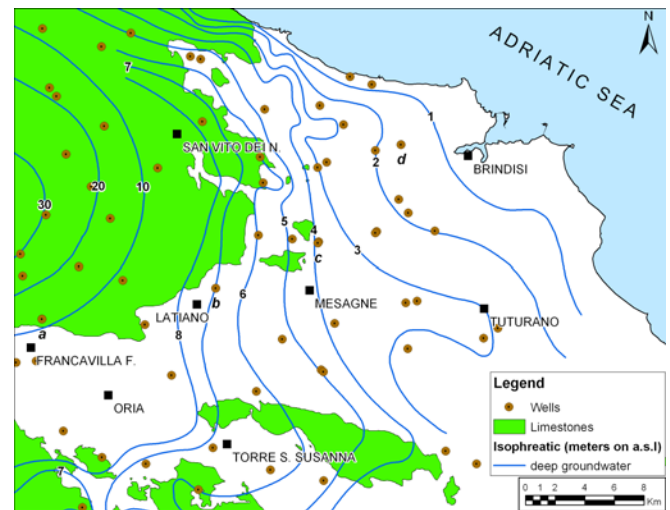 N
ADRIATIC SEA
7
1
SAN VITO DEI N.
2
d
BRINDISI
20
10
30
5
4
3
c
6
MESAGNE
b
LATIANO
TUTURANO
a
8
FRANCAVILLA F.
ORIA
Legend
Wells
Limestones
Isophreatic (meters on a.s.l)
deep groundwater
TORRE S. SUSANNA
7
0 1 2 4 6 8
Km